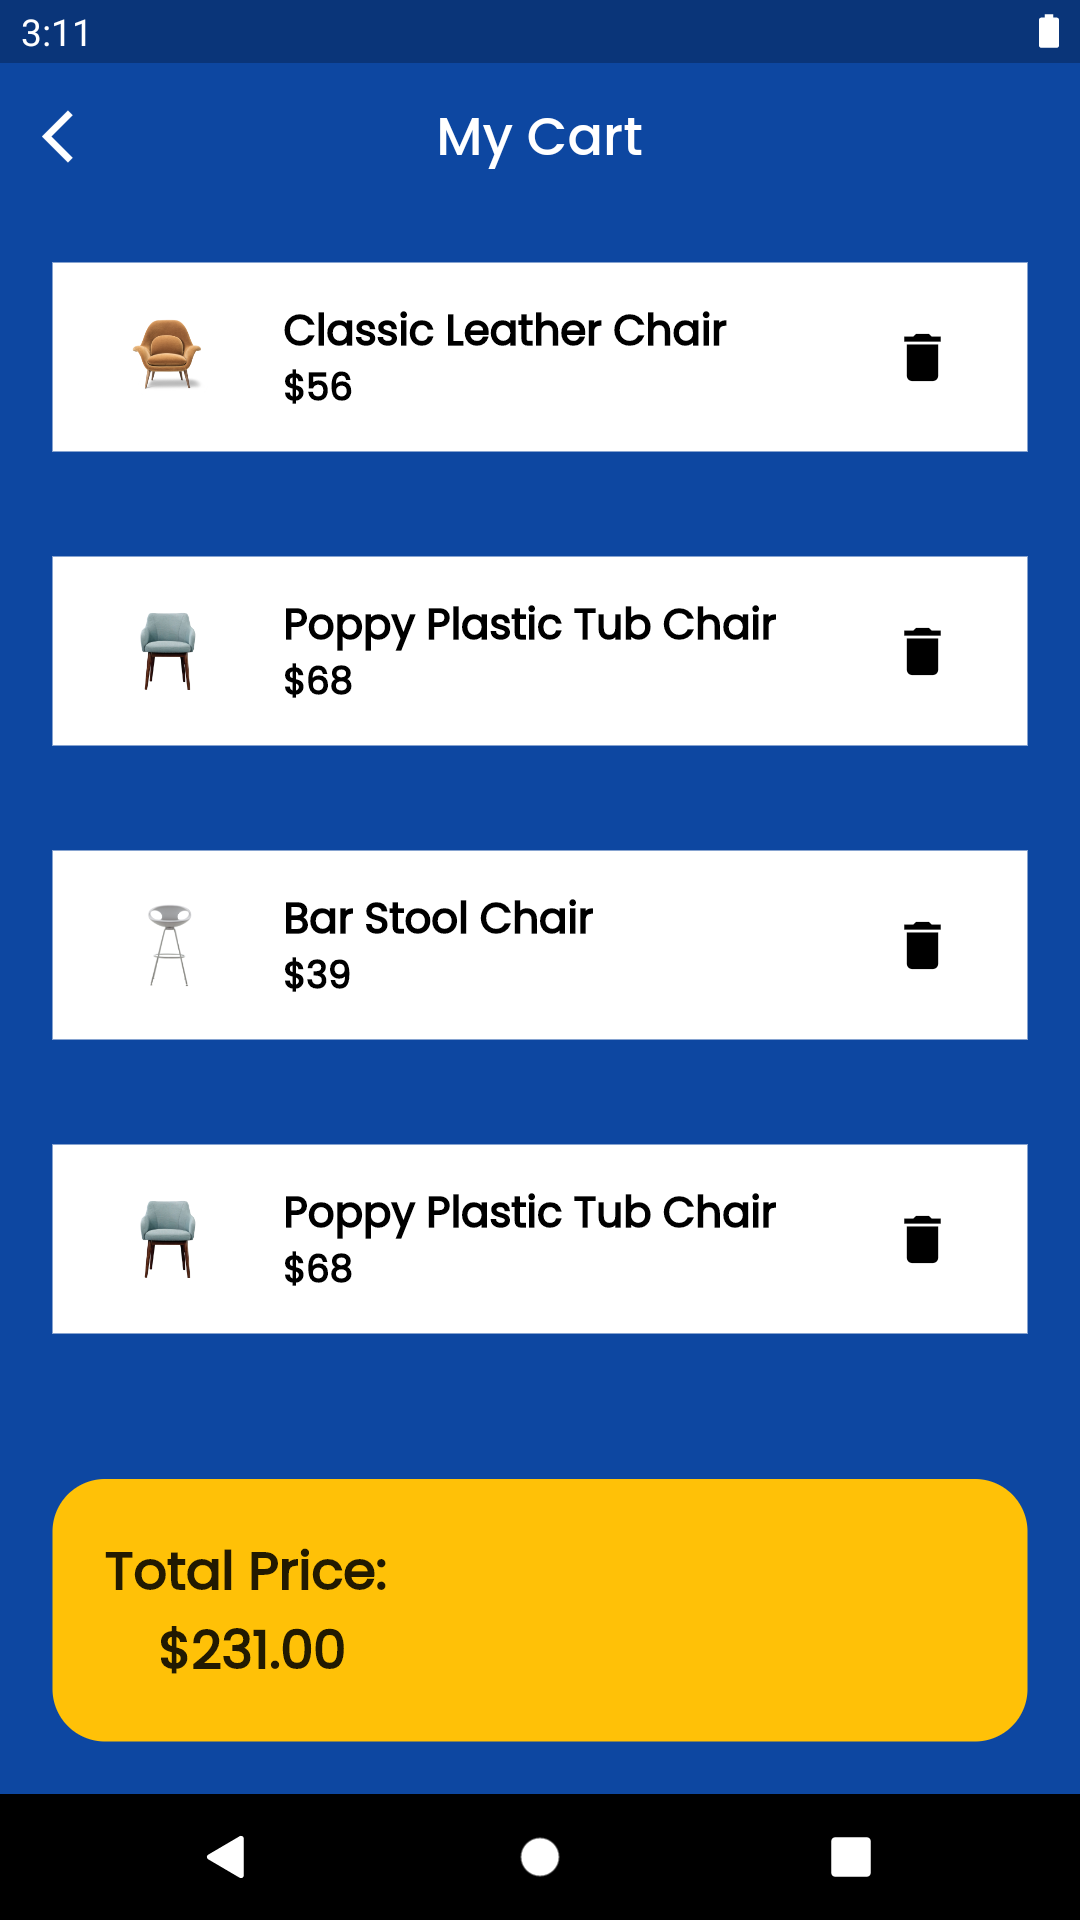 3:11
My Cart
Classic Leather Chair
$56
Poppy Plastic Tub Chair
$68
Bar Stool Chair
$39
Poppy Plastic Tub Chair
$68
Total Price:
$231.00